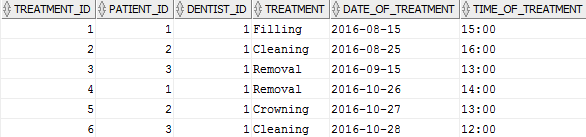 TREATMENT_ID PATIENT_ID DENTIST_ID TREATMENT DATE_OF_TREATMENT TIME_OF_TREATMENT
1 1 1 Filling 2016-08-15 15:00
2 2 1 Cleaning 2016-08-25 16:00
3 3 1 Removal 2016-09-15 13:00
4 1 1 Removal 2016-10-26 14:00
5 2 1 Crowning 2016-10-27 13:00
6 3 1 Cleaning 2016-10-28 12:00